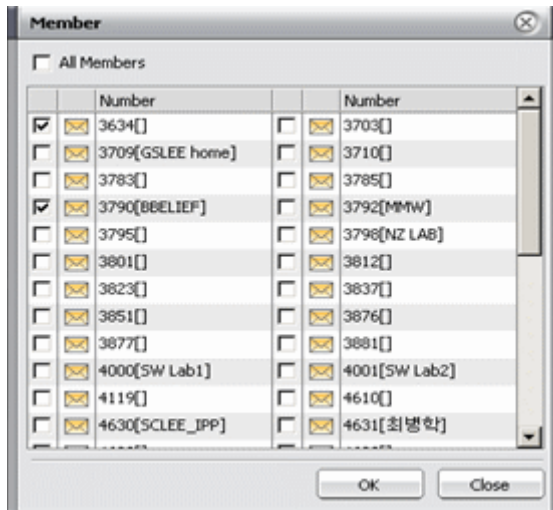 Member
All Members
Number Number
3634[] 3703[]
3709[GSLEE home] 3710[]
3783[] 3785[]
3790[BBELIEF] 3792[MMW]
3795[] 3798[NZ LAB]
3801[] 3812[]
3823[] 3837[]
3851[] 3876[]
3877[] 3881[]
4000[SW Lab1] 4001[SW Lab2]
4119[] 4610[]
4630[SCLEE_IPP] 4631[최병학]
OK Close